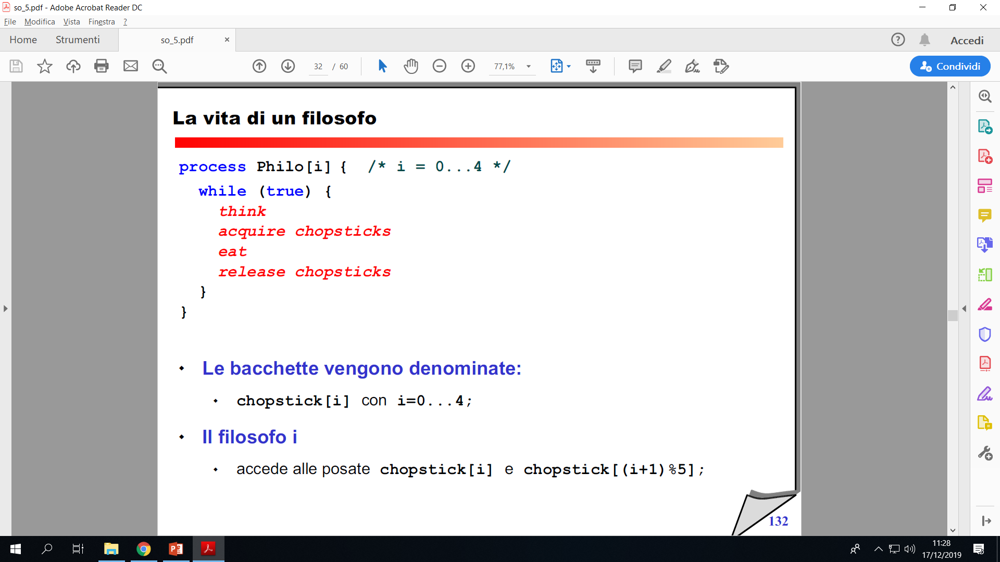 so_5.pdf - Adobe Acrobat Reader DC
File Modifica Vista Finestra ?
Home Strumenti so_5.pdf × Accedi
32 / 60 77,1% Condividi
La vita di un filosofo
process Philo[i] { /* i = 0...4 */
while (true) {
think
acquire chopsticks
eat
release chopsticks
}
}
• Le bacchette vengono denominate:
• chopstick[i] con i=0...4;
• Il filosofo i
• accede alle posate chopstick[i] e chopstick[(i+1)%5];
132
11:28
17/12/2019